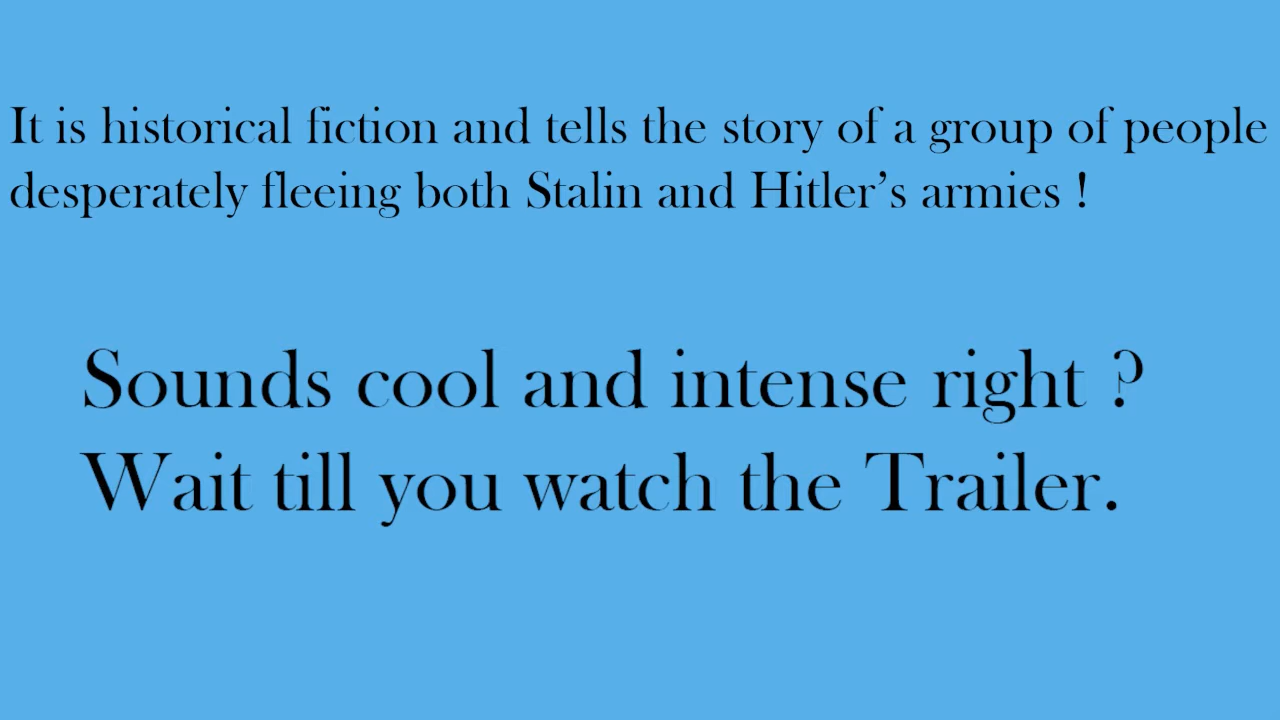 It is historical fiction and tells the story of a group of people
desperately fleeing both Stalin and Hitler’s armies !
Sounds cool and intense right ?
Wait till you watch the Trailer.